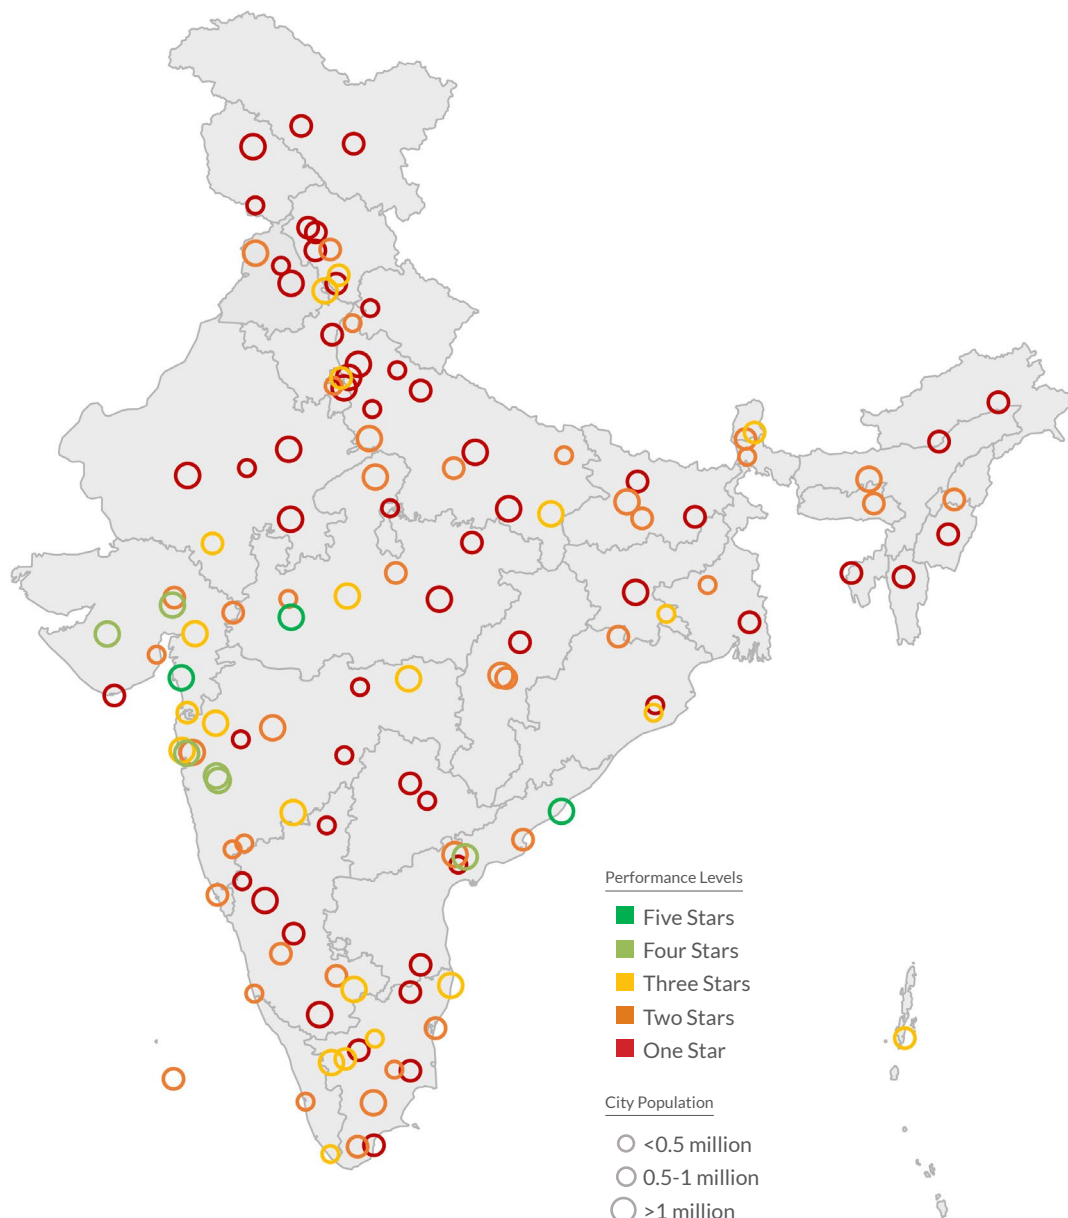 Performance Levels
Five Stars
Four Stars
Three Stars
Two Stars
One Star
City Population
<0.5 million
0.5-1 million
>1 million